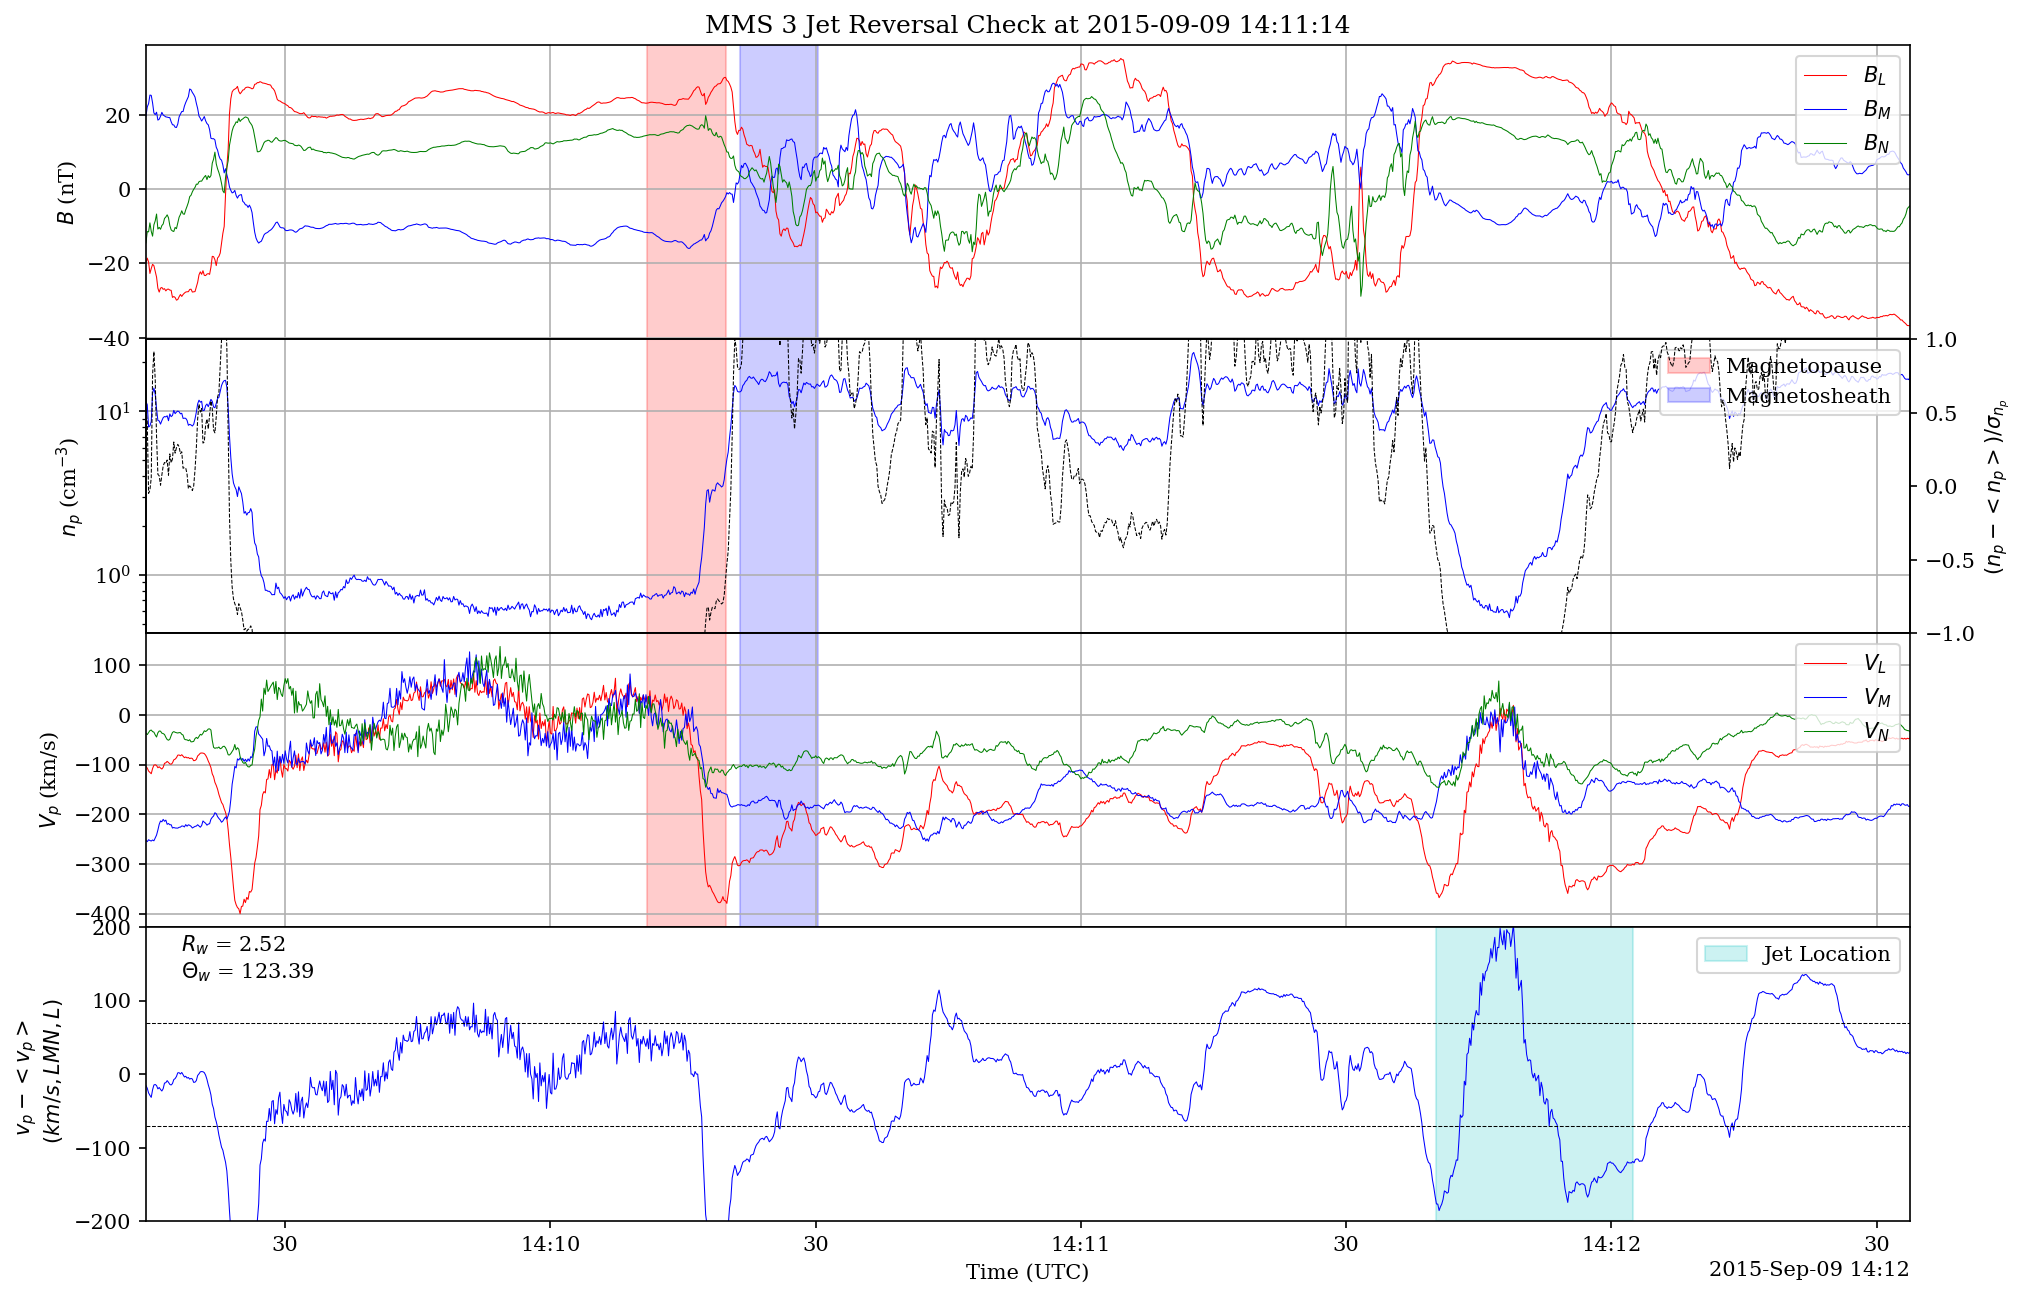 MMS 3 Jet Reversal Check at 2015-09-09 14:11:14
B (nT)
20
0
−20
−40
B_L
B_M
B_N
n_p (cm⁻³)
10¹
10⁰
1.0
0.5
0.0
−0.5
−1.0
(n_p − < n_p >)/σ_{n_p}
Magnetopause
Magnetosheath
V_p (km/s)
100
0
−100
−200
−300
−400
V_L
V_M
V_N
v_p − < v_p >
(km/s, LMN, L)
200
100
0
−100
−200
R_w = 2.52
Θ_w = 123.39
Jet Location
30 14:10 30 14:11 30 14:12 30
Time (UTC)
2015-Sep-09 14:12